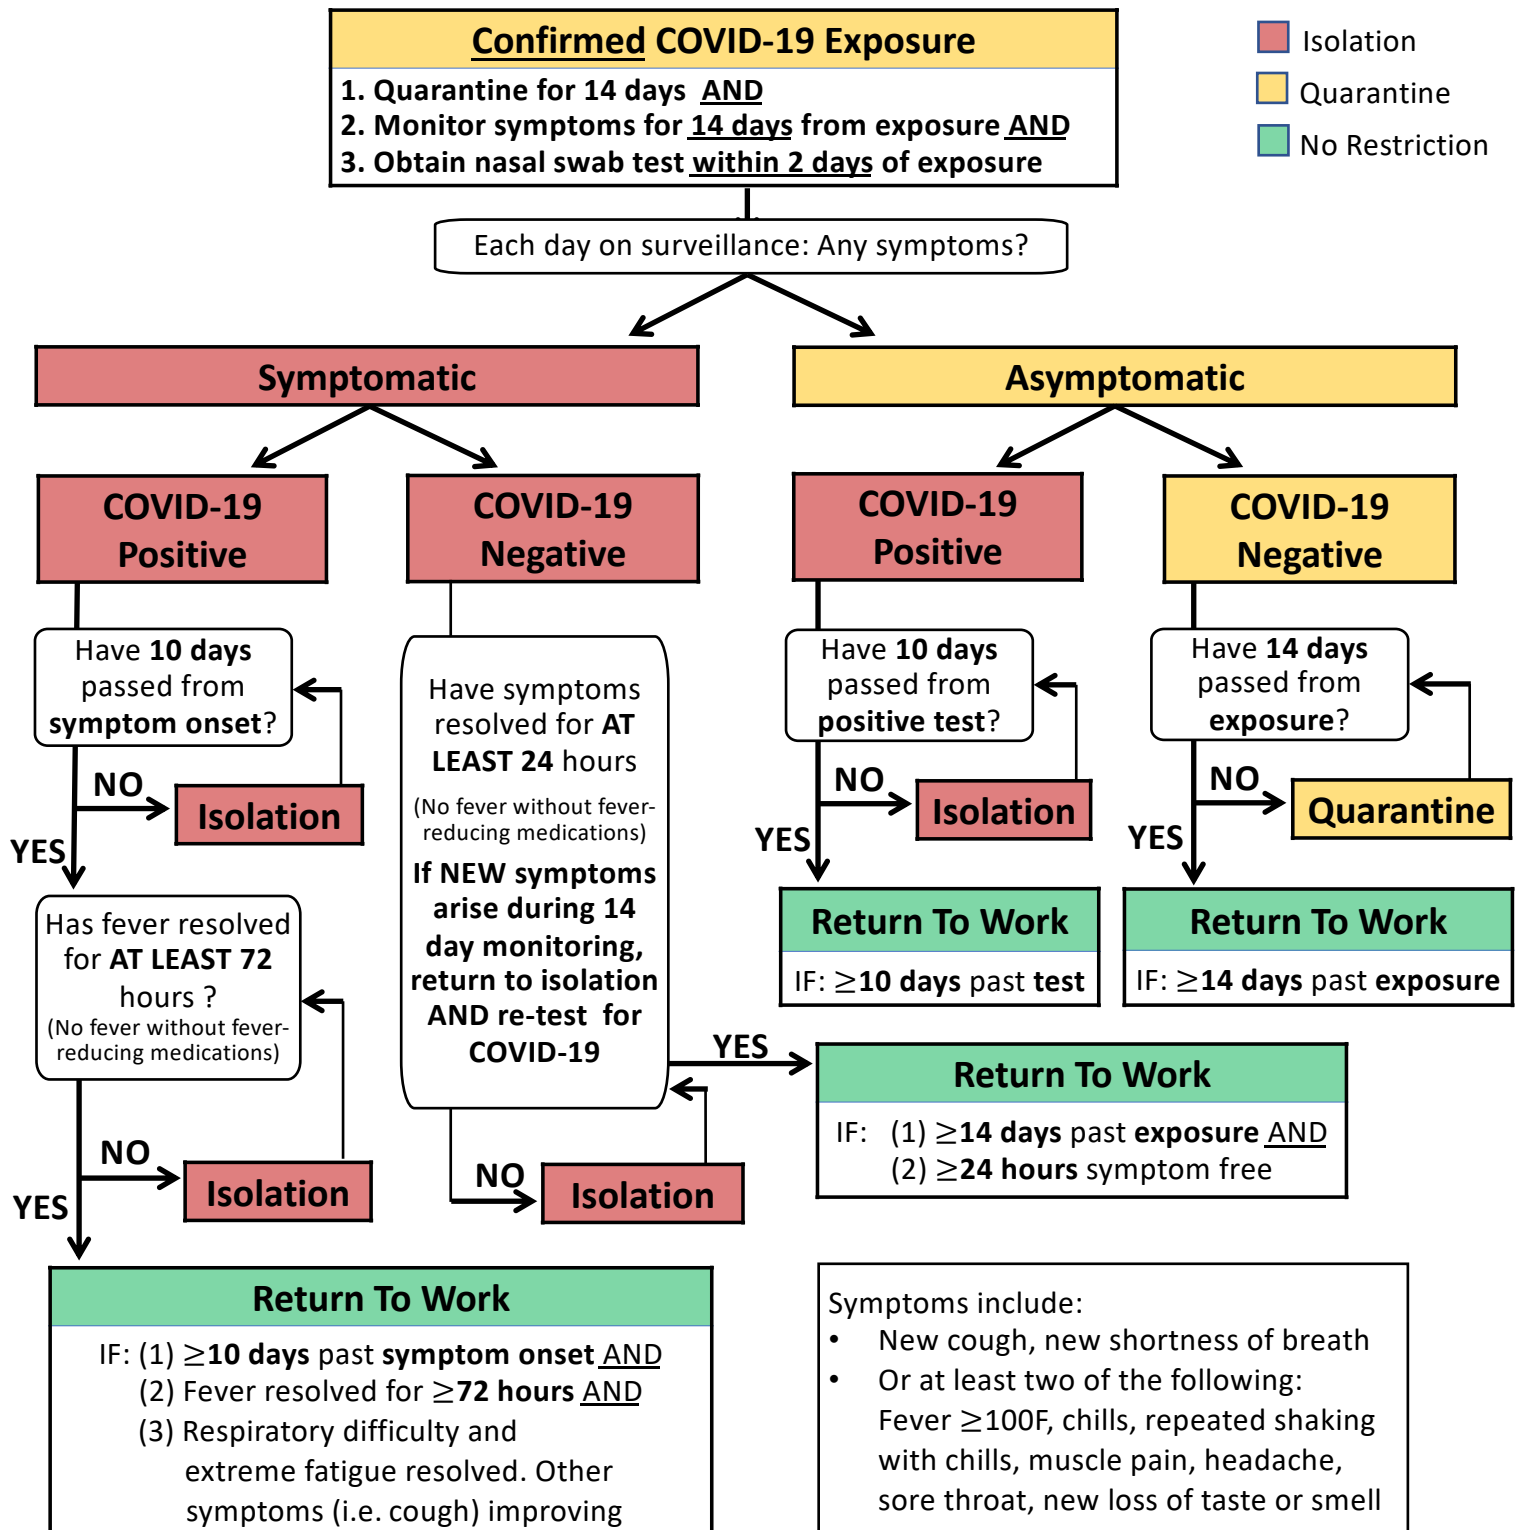 Confirmed COVID-19 Exposure
1. Quarantine for 14 days AND
2. Monitor symptoms for 14 days from exposure AND
3. Obtain nasal swab test within 2 days of exposure
Isolation
Quarantine
No Restriction
Each day on surveillance: Any symptoms?
Symptomatic
Asymptomatic
COVID-19
Positive
COVID-19
Negative
COVID-19
Positive
COVID-19
Negative
Have 10 days
passed from
symptom onset?
NO
Isolation
YES
Has fever resolved
for AT LEAST 72
hours ?
(No fever without fever-
reducing medications)
NO
Isolation
YES
Return To Work
IF: (1) ≥10 days past symptom onset AND
(2) Fever resolved for ≥72 hours AND
(3) Respiratory difficulty and
extreme fatigue resolved. Other
symptoms (i.e. cough) improving
Have symptoms
resolved for AT
LEAST 24 hours
(No fever without fever-
reducing medications)
If NEW symptoms
arise during 14
day monitoring,
return to isolation
AND re-test for
COVID-19
NO
Isolation
YES
Return To Work
IF: (1) ≥14 days past exposure AND
(2) ≥24 hours symptom free
Have 10 days
passed from
positive test?
NO
Isolation
YES
Return To Work
IF: ≥10 days past test
Have 14 days
passed from
exposure?
NO
Quarantine
YES
Return To Work
IF: ≥14 days past exposure
Symptoms include:
• New cough, new shortness of breath
• Or at least two of the following:
Fever ≥100F, chills, repeated shaking
with chills, muscle pain, headache,
sore throat, new loss of taste or smell